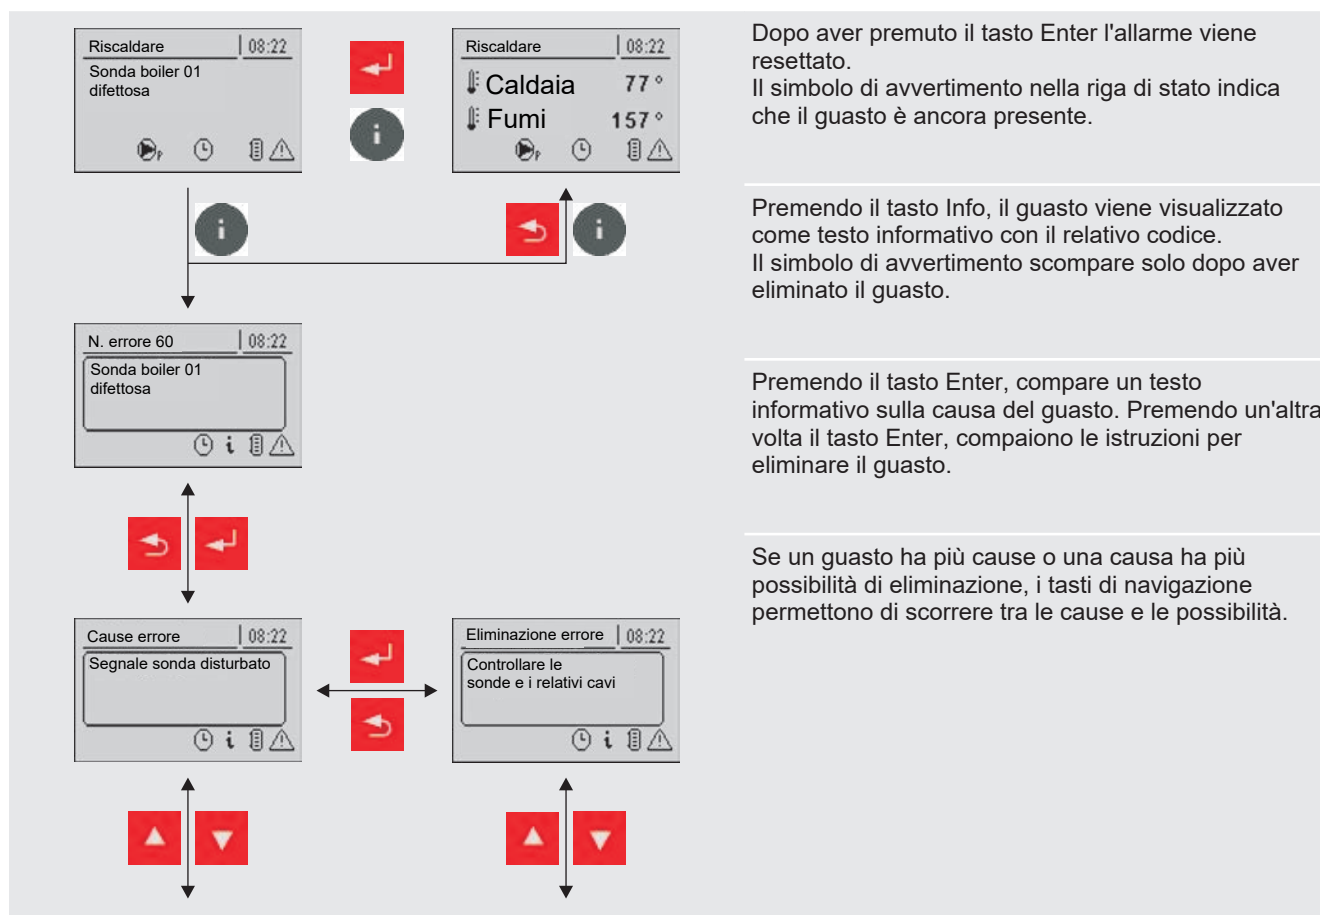 Riscaldare 08:22
Sonda boiler 01
difettosa
P
i
Riscaldare 08:22
Caldaia 77°
Fumi 157°
P
Dopo aver premuto il tasto Enter l'allarme viene
resettato.
Il simbolo di avvertimento nella riga di stato indica
che il guasto è ancora presente.
i
i
Premendo il tasto Info, il guasto viene visualizzato
come testo informativo con il relativo codice.
Il simbolo di avvertimento scompare solo dopo aver
eliminato il guasto.
N. errore 60 08:22
Sonda boiler 01
difettosa
i
Premendo il tasto Enter, compare un testo
informativo sulla causa del guasto. Premendo un'altra
volta il tasto Enter, compaiono le istruzioni per
eliminare il guasto.
Se un guasto ha più cause o una causa ha più
possibilità di eliminazione, i tasti di navigazione
permettono di scorrere tra le cause e le possibilità.
Cause errore 08:22
Segnale sonda disturbato
i
Eliminazione errore 08:22
Controllare le
sonde e i relativi cavi
i